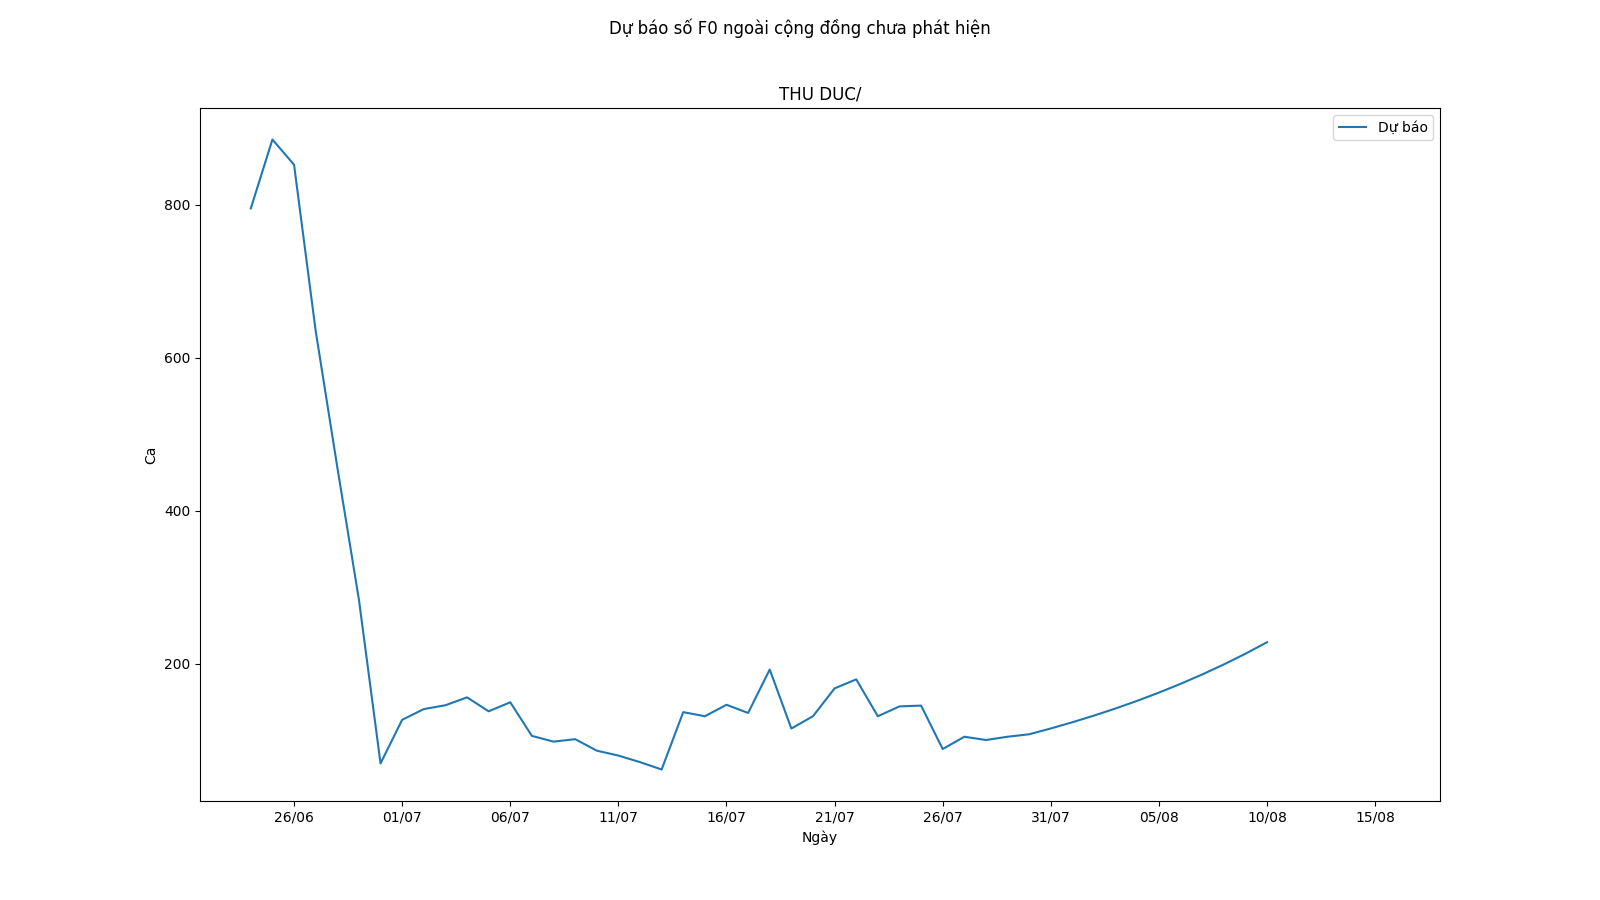 Dự báo số F0 ngoài cộng đồng chưa phát hiện
THU DUC/
Dự báo
800
600
400
200
Ca
26/06 01/07 06/07 11/07 16/07 21/07 26/07 31/07 05/08 10/08 15/08
Ngày